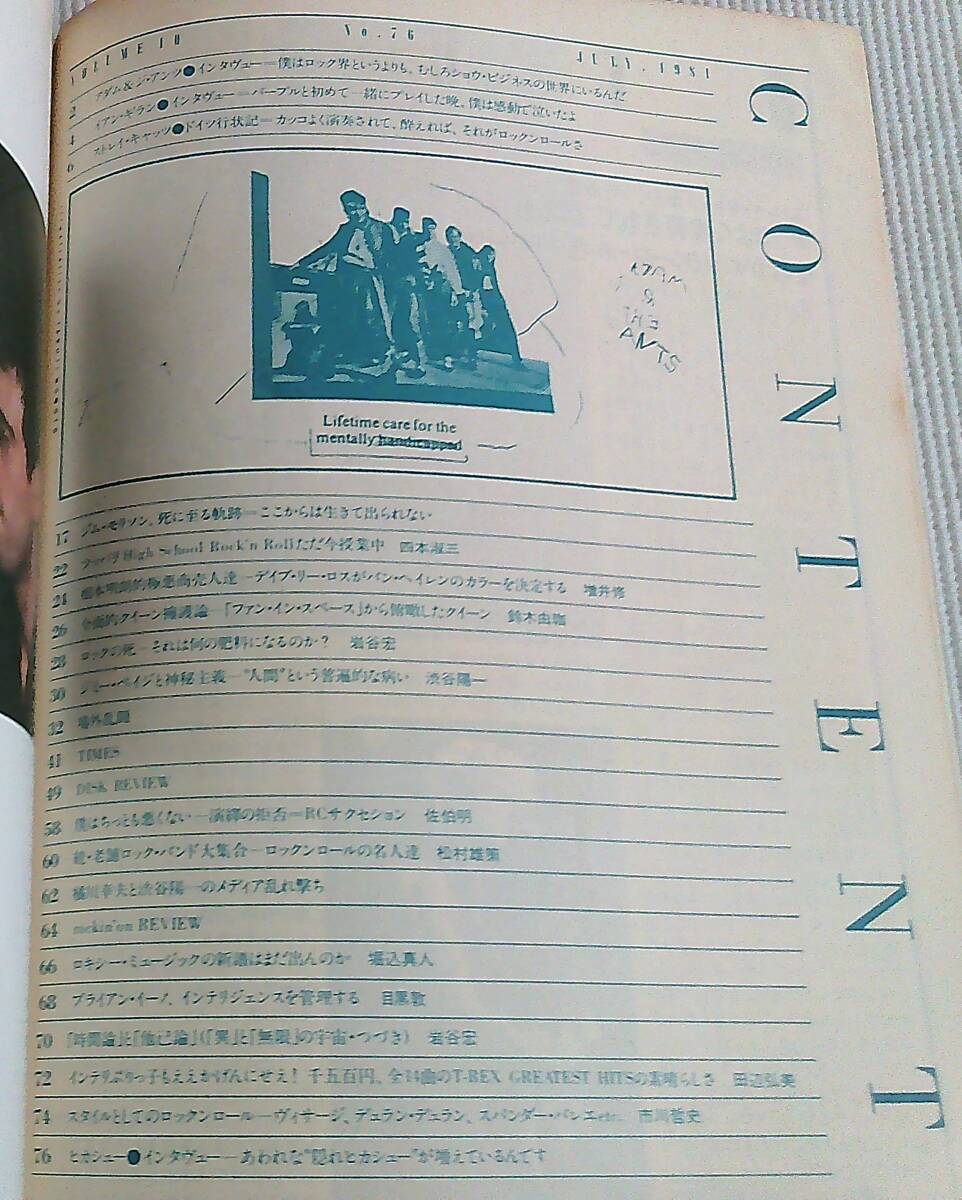 VOLUME 10 No.76 JULY. 1981
CONTENT
2 アダム&ジ・アンツ●インタヴュー=僕はロック界というよりも、むしろショウ・ビジネスの世界にいるんだ
4 イアン・ギラン●インタヴュー=パープルと初めて一緒にプレイした晩、僕は感動で泣いたよ
6 ストレイ・キャッツ●ドイツ行状記=カッコよく演奏されて、酔えれば、それがロックンロールさ
ADAM
&
THE
ANTS
Lifetime care for the
mentally handicapped
17 ジム・モリソン、死に至る軌跡=ここからは生きて出られない
22 High School Rock'n Roll!ただ今授業中 四本淑三
24 デイブ・リー・ロスがバン・ヘイレンのカラーを決定する 増井修
26 全面的クイーン擁護論―「ファン・イン・スペース」から俯瞰したクイーン 鈴木由
28 ロックの死―それは何の肥料になるのか? 岩谷宏
30 ジミー・ペイジと神秘主義―"人間"という普遍的な病い 渋谷陽一
32 場外乱闘
41 TIMES
49 DISK REVIEW
58 僕はちっとも悪くない―演繹の拒否=RCサクセション 佐伯明
60 続・老舗ロック・バンド大集合―ロックンロールの名人達 松村雄策
62 橘川幸夫と渋谷陽一のメディア乱れ撃ち
64 rockin'on REVIEW
66 ロキシー・ミュージックの新譜はまだ出んのか 堀込真人
68 ブライアン・イーノ、インテリジェンスを管理する 目黒敦
70 「時間論」と「他己論」(「異」と「無限」の宇宙・つづき) 岩谷宏
72 インテリぶりっ子もええかげんにせえ! 千五百円、全14曲のT-REX GREATEST HITSの素晴らしさ 田辺弘美
74 スタイルとしてのロックンロール―ヴィサージ、デュラン・デュラン、スパンダー・バレエetc. 市川哲史
76 ヒカシュー●インタヴュー―あわれな"隠れヒカシュー"が増えているんです